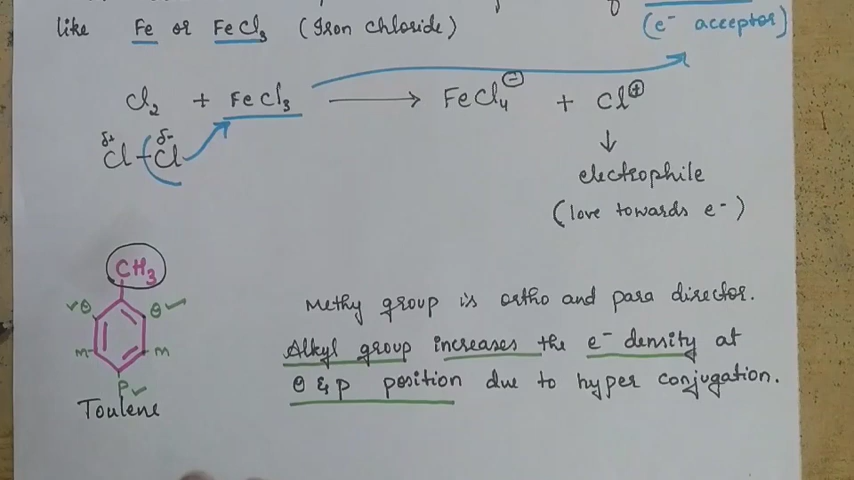 like Fe or FeCl₃ (Iron chloride)
(e⁻ acceptor)
Cl₂ + FeCl₃ ⟶ FeCl₄⊖ + Cl⊕
δ+ δ-
Cl-Cl
↓
electrophile
(love towards e⁻)
CH₃
θ θ
m m
P
Toulene
Methy group is ortho and para director.
Alkyl group increases the e⁻ density at
θ & p position due to hyper conjugation.